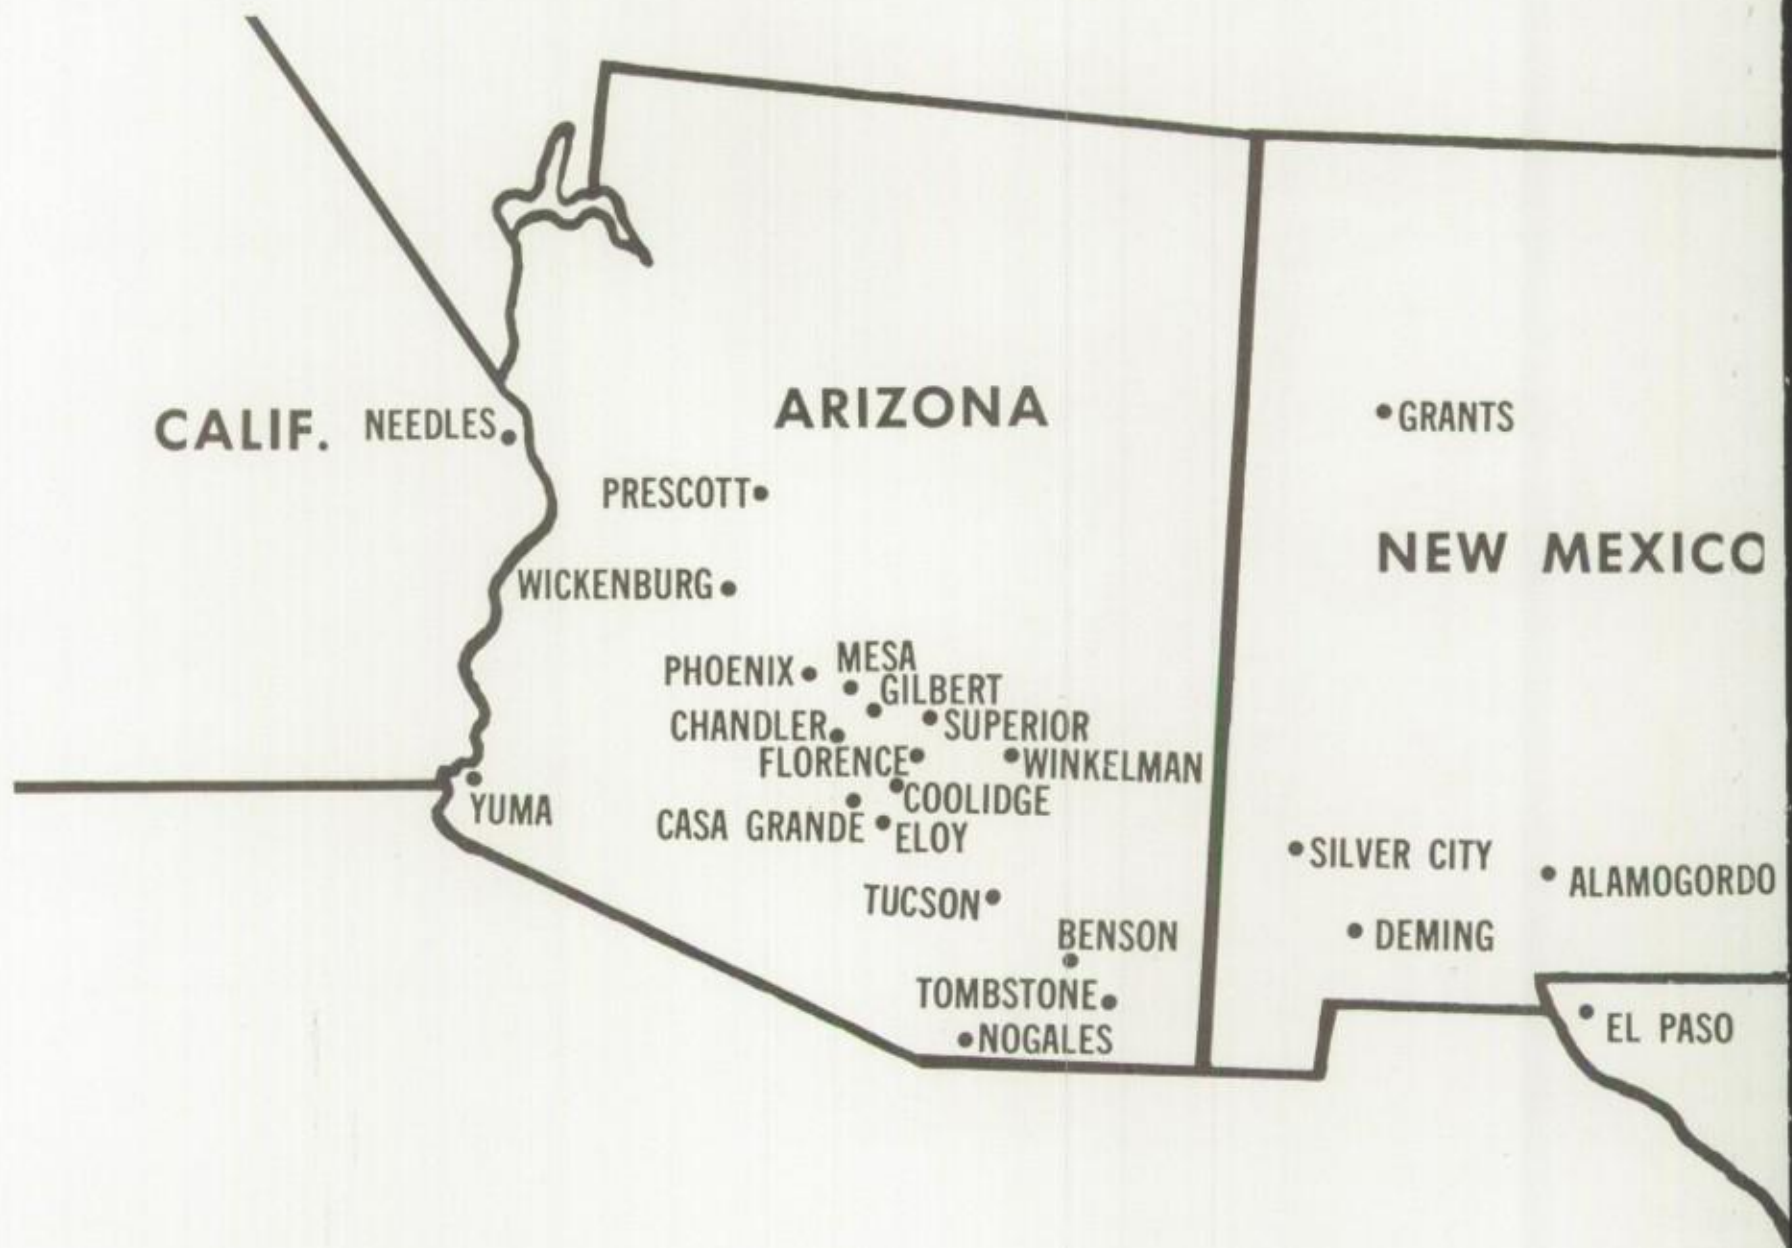 ARIZONA
CALIF.
NEEDLES
GRANTS
PRESCOTT
NEW MEXICO
WICKENBURG
MESA
PHOENIX
GILBERT
CHANDLER
SUPERIOR
FLORENCE
WINKELMAN
COOLIDGE
YUMA
CASA GRANDE
ELOY
SILVER CITY
ALAMOGORDO
TUCSON
BENSON
DEMING
TOMBSTONE
EL PASO
NOGALES